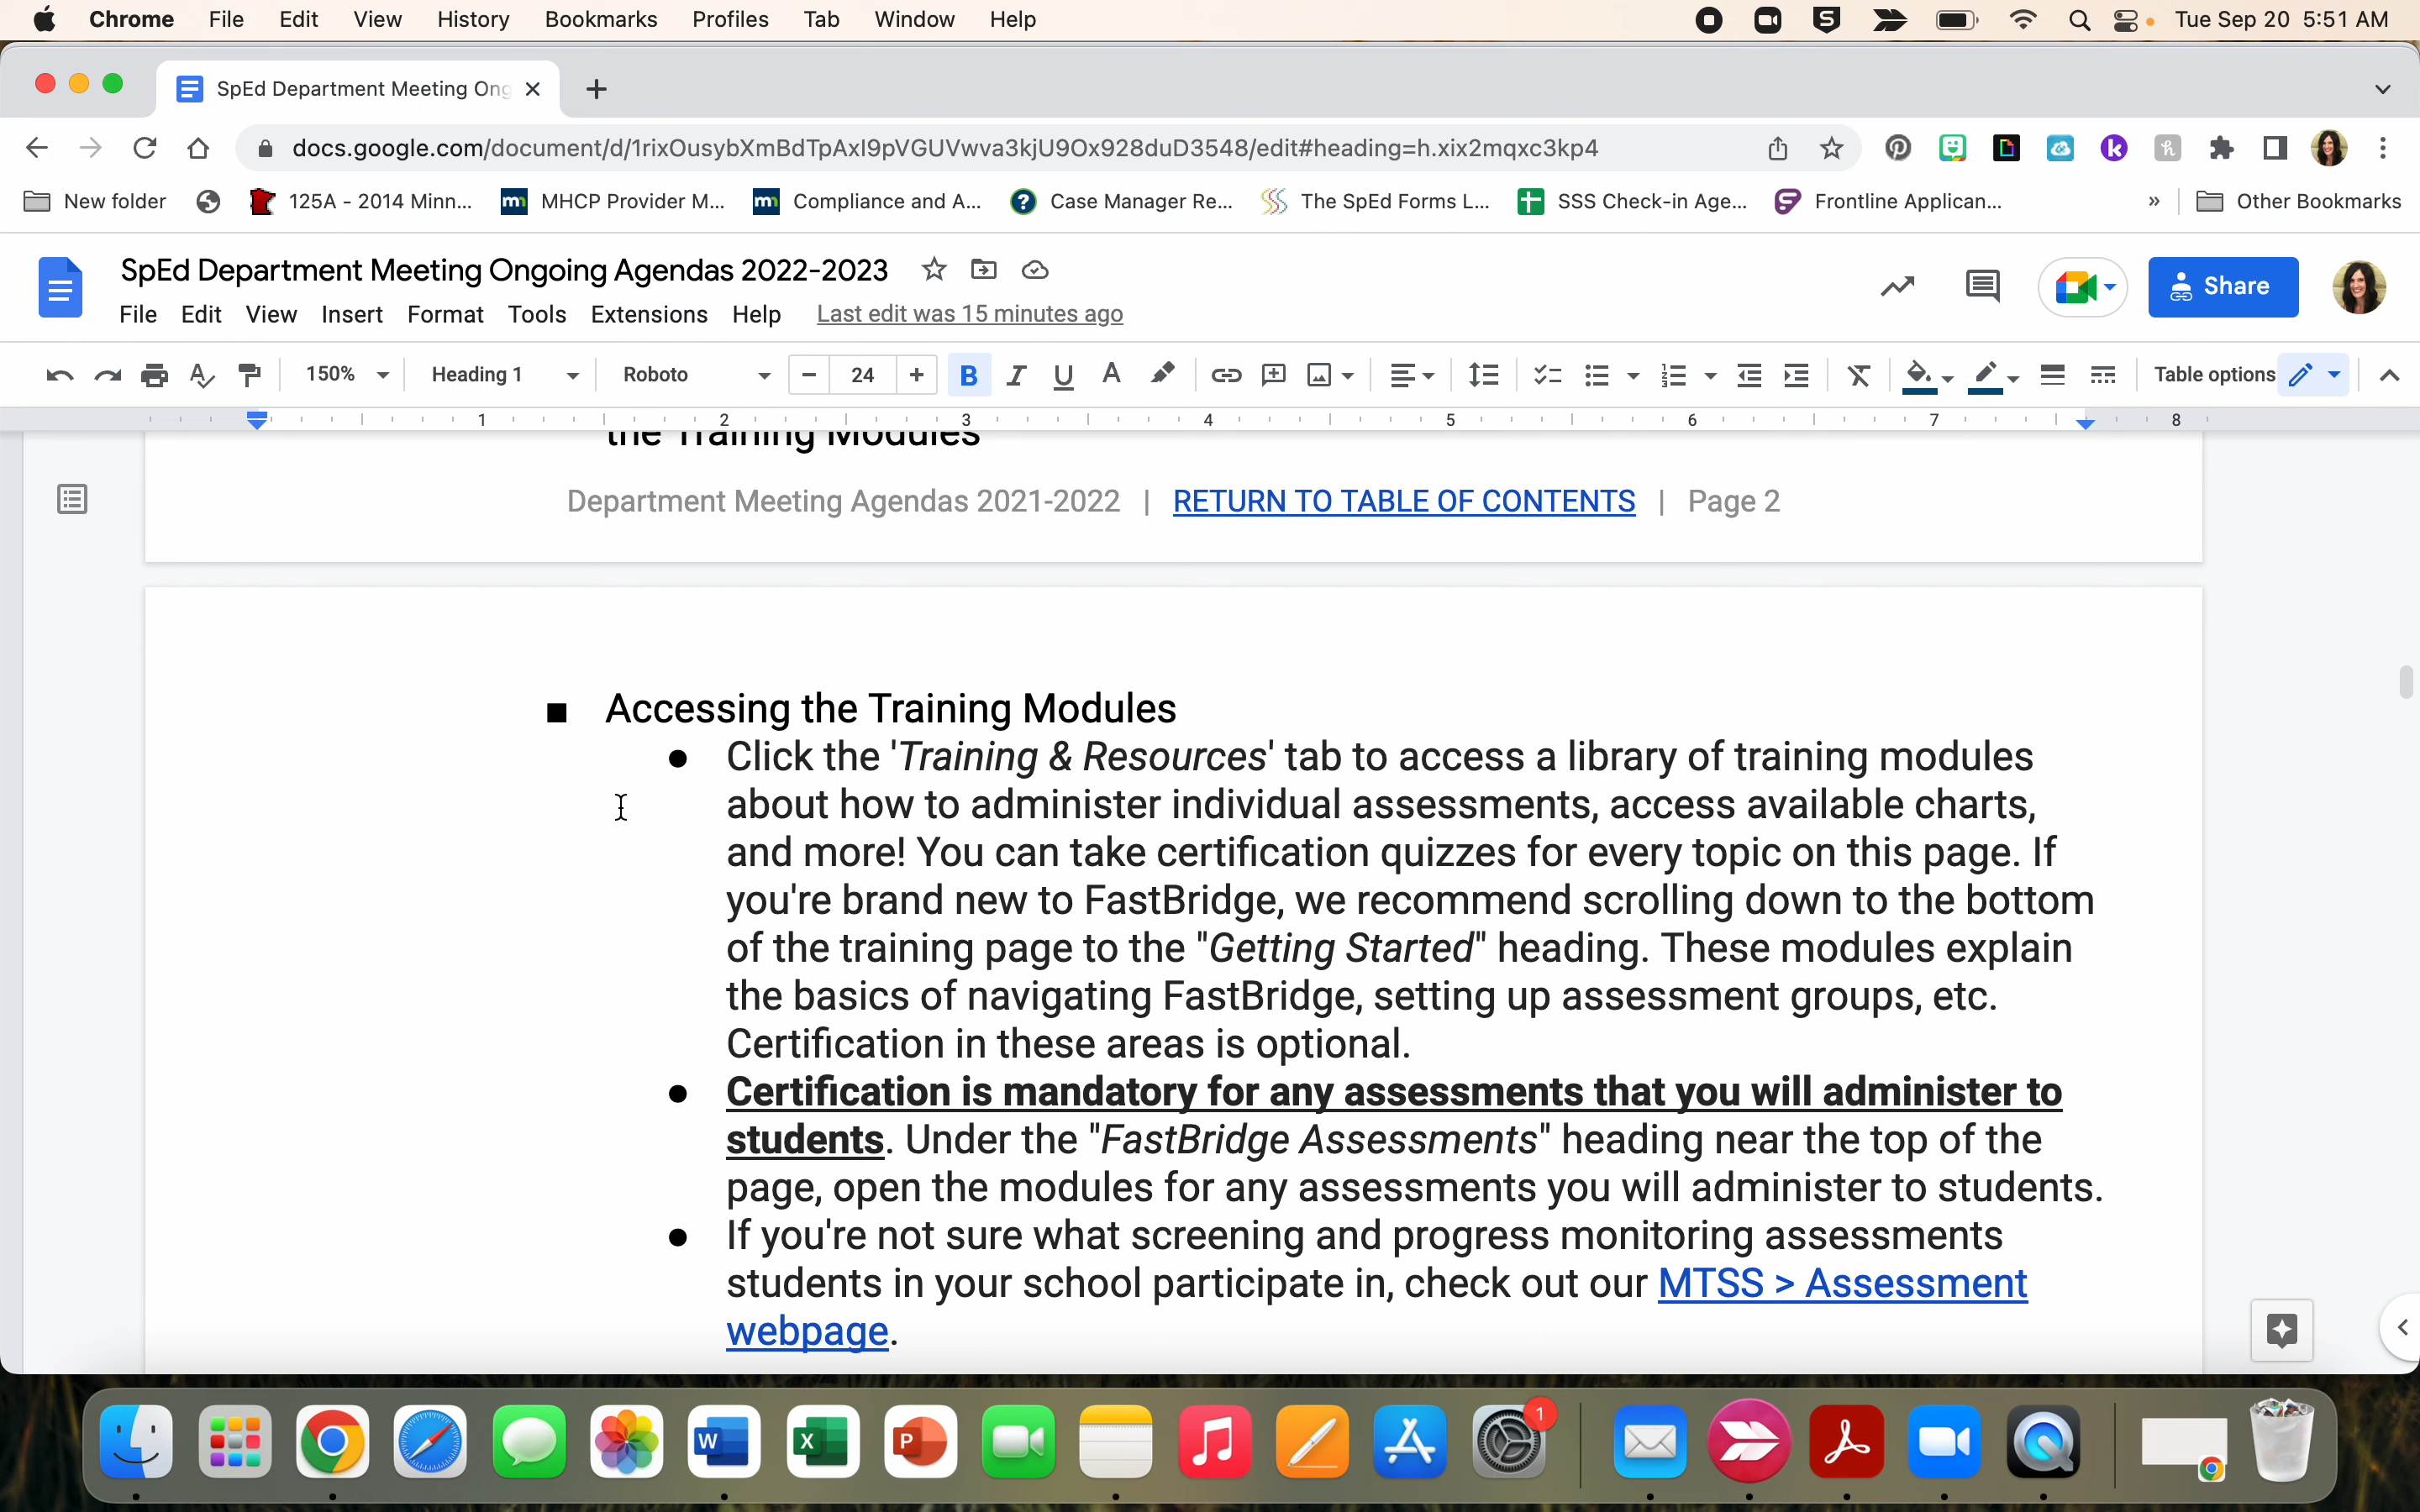 Chrome File Edit View History Bookmarks Profiles Tab Window Help Tue Sep 20 5:51 AM
SpEd Department Meeting Ong
docs.google.com/document/d/1rixOusybXmBdTpAxI9pVGUVwva3kjU9Ox928duD3548/edit#heading=h.xix2mqxc3kp4
New folder 125A - 2014 Minn... MHCP Provider M... Compliance and A... Case Manager Re... The SpEd Forms L... SSS Check-in Age... Frontline Applican... » Other Bookmarks
SpEd Department Meeting Ongoing Agendas 2022-2023
Share
File Edit View Insert Format Tools Extensions Help Last edit was 15 minutes ago
150% Heading 1 Roboto − 24 + B I U A Table options
1 2 3 4 5 6 7 8
the Training Modules
Department Meeting Agendas 2021-2022 | RETURN TO TABLE OF CONTENTS | Page 2
■ Accessing the Training Modules
● Click the 'Training & Resources' tab to access a library of training modules
about how to administer individual assessments, access available charts,
and more! You can take certification quizzes for every topic on this page. If
you're brand new to FastBridge, we recommend scrolling down to the bottom
of the training page to the "Getting Started" heading. These modules explain
the basics of navigating FastBridge, setting up assessment groups, etc.
Certification in these areas is optional.
● Certification is mandatory for any assessments that you will administer to
students. Under the "FastBridge Assessments" heading near the top of the
page, open the modules for any assessments you will administer to students.
● If you're not sure what screening and progress monitoring assessments
students in your school participate in, check out our MTSS > Assessment
webpage.
1